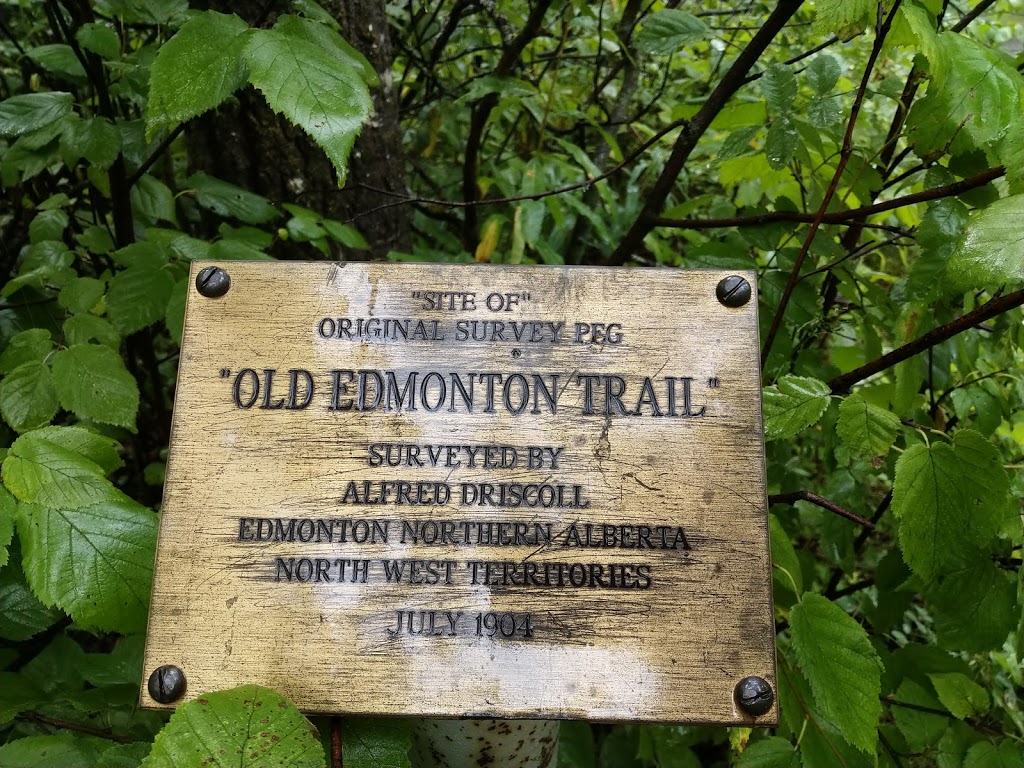 "SITE OF"
ORIGINAL SURVEY PEG
"OLD EDMONTON TRAIL"
SURVEYED BY
ALFRED DRISCOLL
EDMONTON NORTHERN ALBERTA
NORTH WEST TERRITORIES
JULY 1904